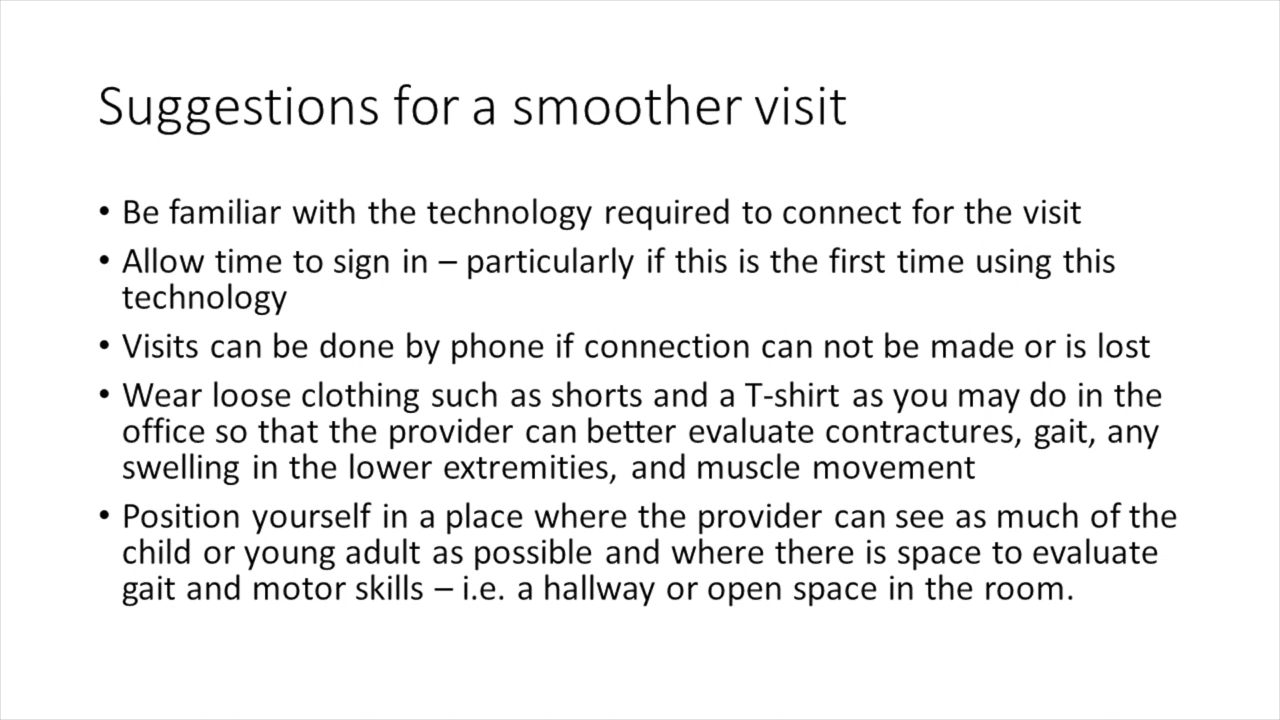 Suggestions for a smoother visit
• Be familiar with the technology required to connect for the visit
• Allow time to sign in – particularly if this is the first time using this
technology
• Visits can be done by phone if connection can not be made or is lost
• Wear loose clothing such as shorts and a T-shirt as you may do in the
office so that the provider can better evaluate contractures, gait, any
swelling in the lower extremities, and muscle movement
• Position yourself in a place where the provider can see as much of the
child or young adult as possible and where there is space to evaluate
gait and motor skills – i.e. a hallway or open space in the room.